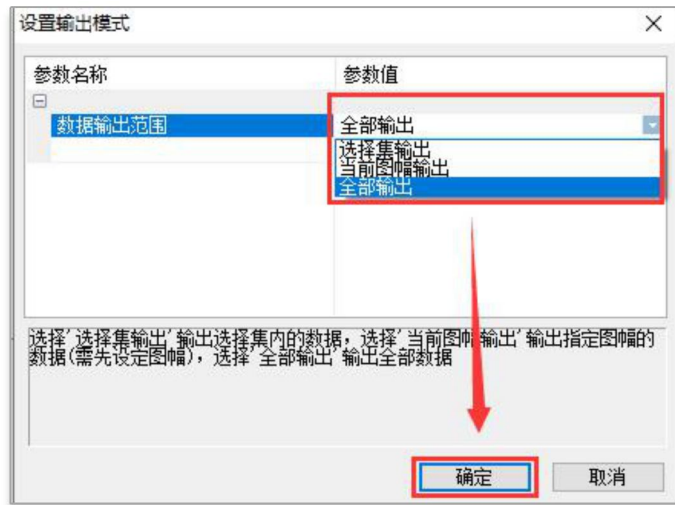 设置输出模式
参数名称 参数值
数据输出范围 全部输出
选择集输出
当前图幅输出
全部输出
选择'选择集输出'输出选择集内的数据，选择'当前图幅输出'输出指定图幅的
数据(需先设定图幅)，选择'全部输出'输出全部数据
确定 取消